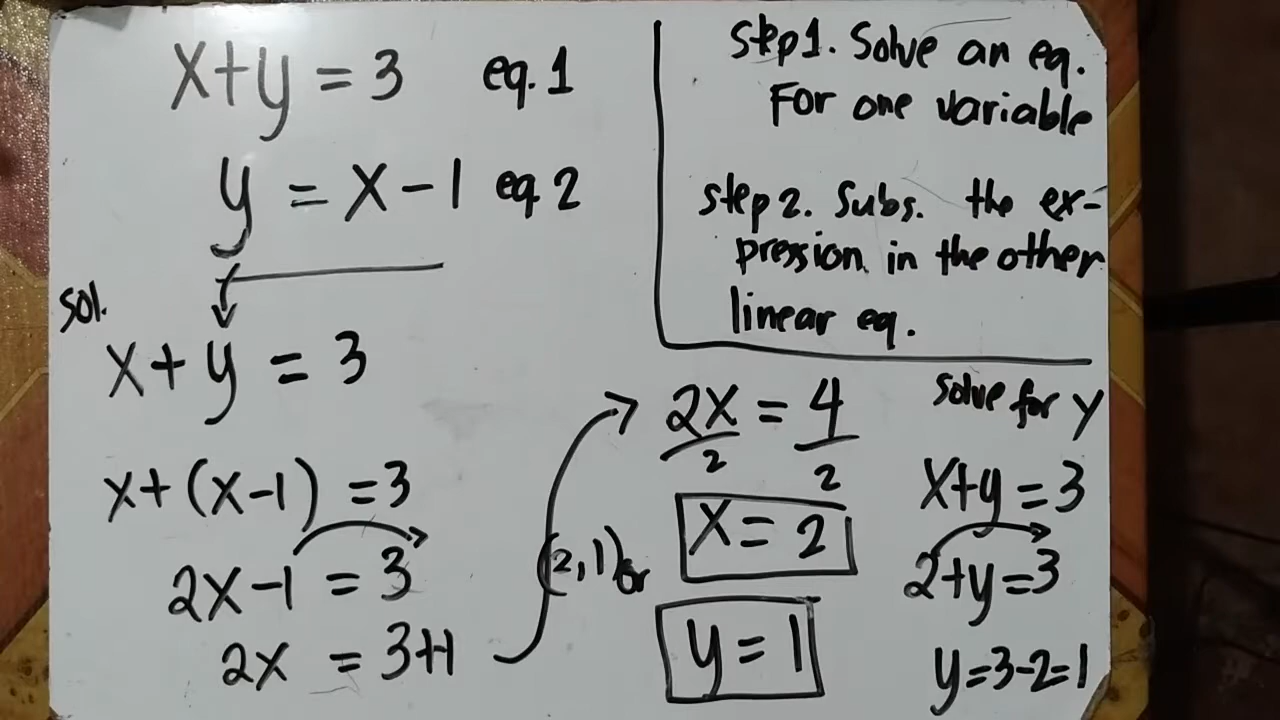 x+y = 3 eq. 1
y = x-1 eq 2
sol.
x + y = 3
x+(x-1) = 3
2x-1 = 3
2x = 3+1
step1. Solve an eq.
For one variable
step 2. Subs. the ex-
pression in the other
linear eq.
2x = 4
2 2
x = 2
(2,1) or
y = 1
Solve for y
x+y=3
2+y=3
y=3-2=1